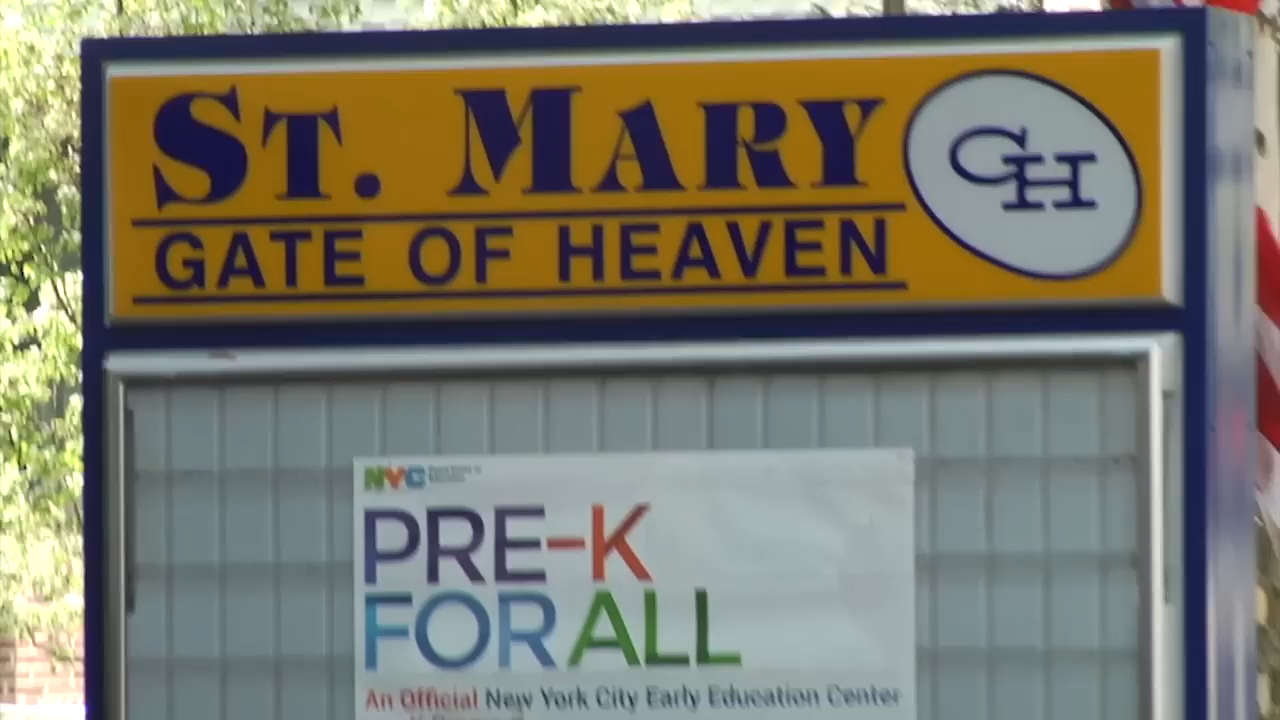 ST. MARY
GATE OF HEAVEN
GH
NYC
PRE-K
FOR ALL
An Official New York City Early Education Center